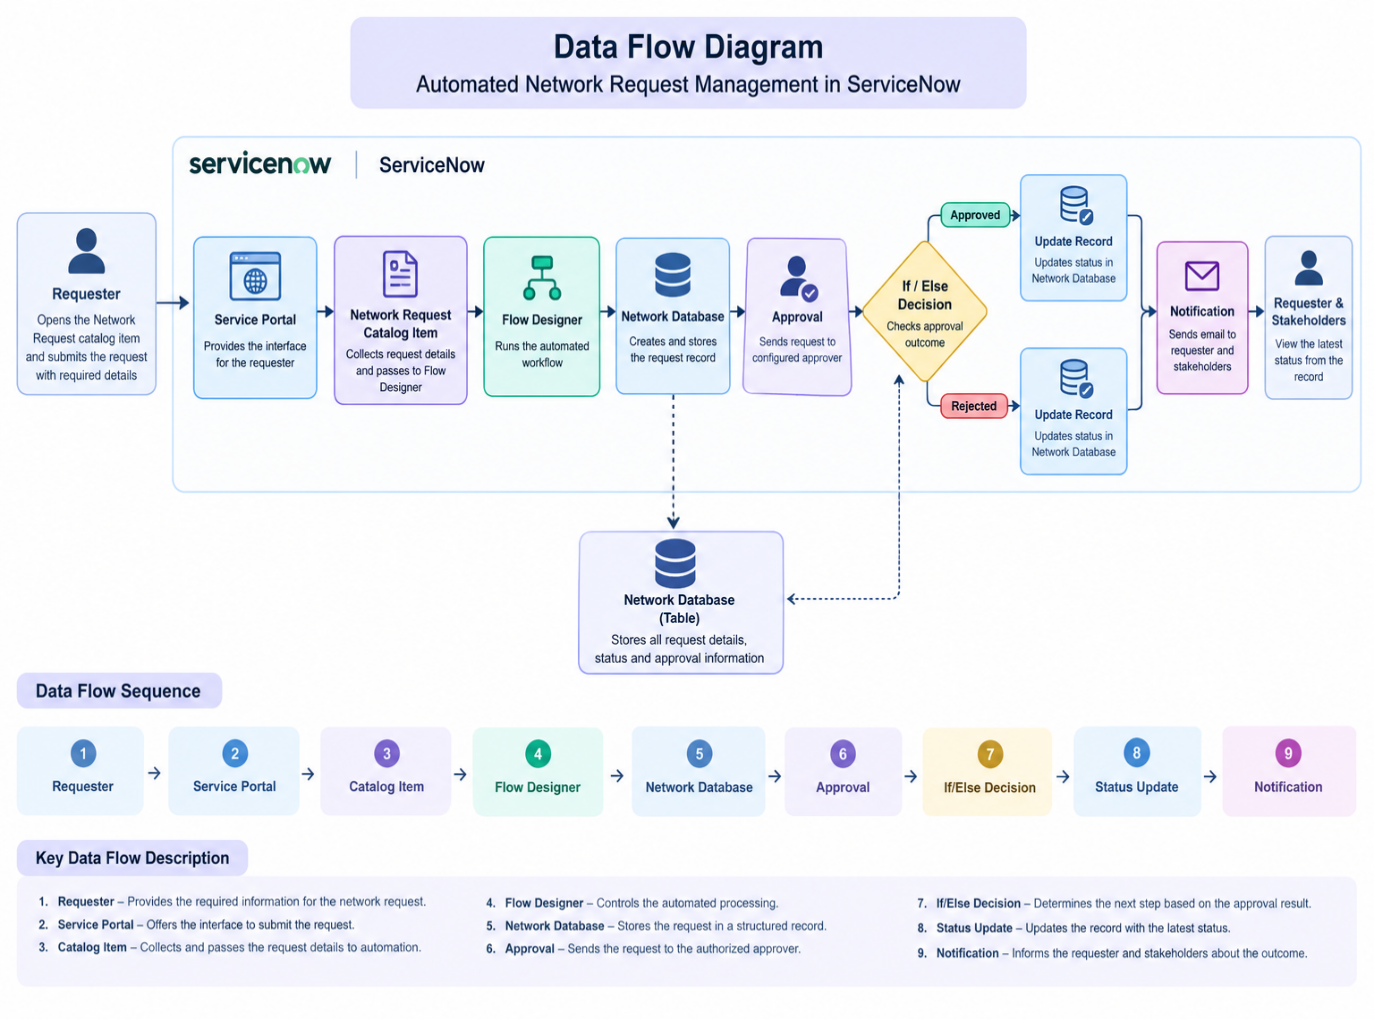 Data Flow Diagram
Automated Network Request Management in ServiceNow
servicenow
ServiceNow
Requester
Opens the Network
Request catalog item
and submits the request
with required details
Service Portal
Provides the interface
for the requester
Network Request
Catalog Item
Collects request details
and passes to Flow
Designer
Flow Designer
Runs the automated
workflow
Network Database
Creates and stores
the request record
Approval
Sends request to
configured approver
If / Else
Decision
Checks approval
outcome
Approved
Rejected
Update Record
Updates status in
Network Database
Update Record
Updates status in
Network Database
Notification
Sends email to
requester and
stakeholders
Requester &
Stakeholders
View the latest
status from the
record
Network Database
(Table)
Stores all request details,
status and approval information
Data Flow Sequence
1
Requester
2
Service Portal
3
Catalog Item
4
Flow Designer
5
Network Database
6
Approval
7
If/Else Decision
8
Status Update
9
Notification
Key Data Flow Description
1. Requester – Provides the required information for the network request.
2. Service Portal – Offers the interface to submit the request.
3. Catalog Item – Collects and passes the request details to automation.
4. Flow Designer – Controls the automated processing.
5. Network Database – Stores the request in a structured record.
6. Approval – Sends the request to the authorized approver.
7. If/Else Decision – Determines the next step based on the approval result.
8. Status Update – Updates the record with the latest status.
9. Notification – Informs the requester and stakeholders about the outcome.